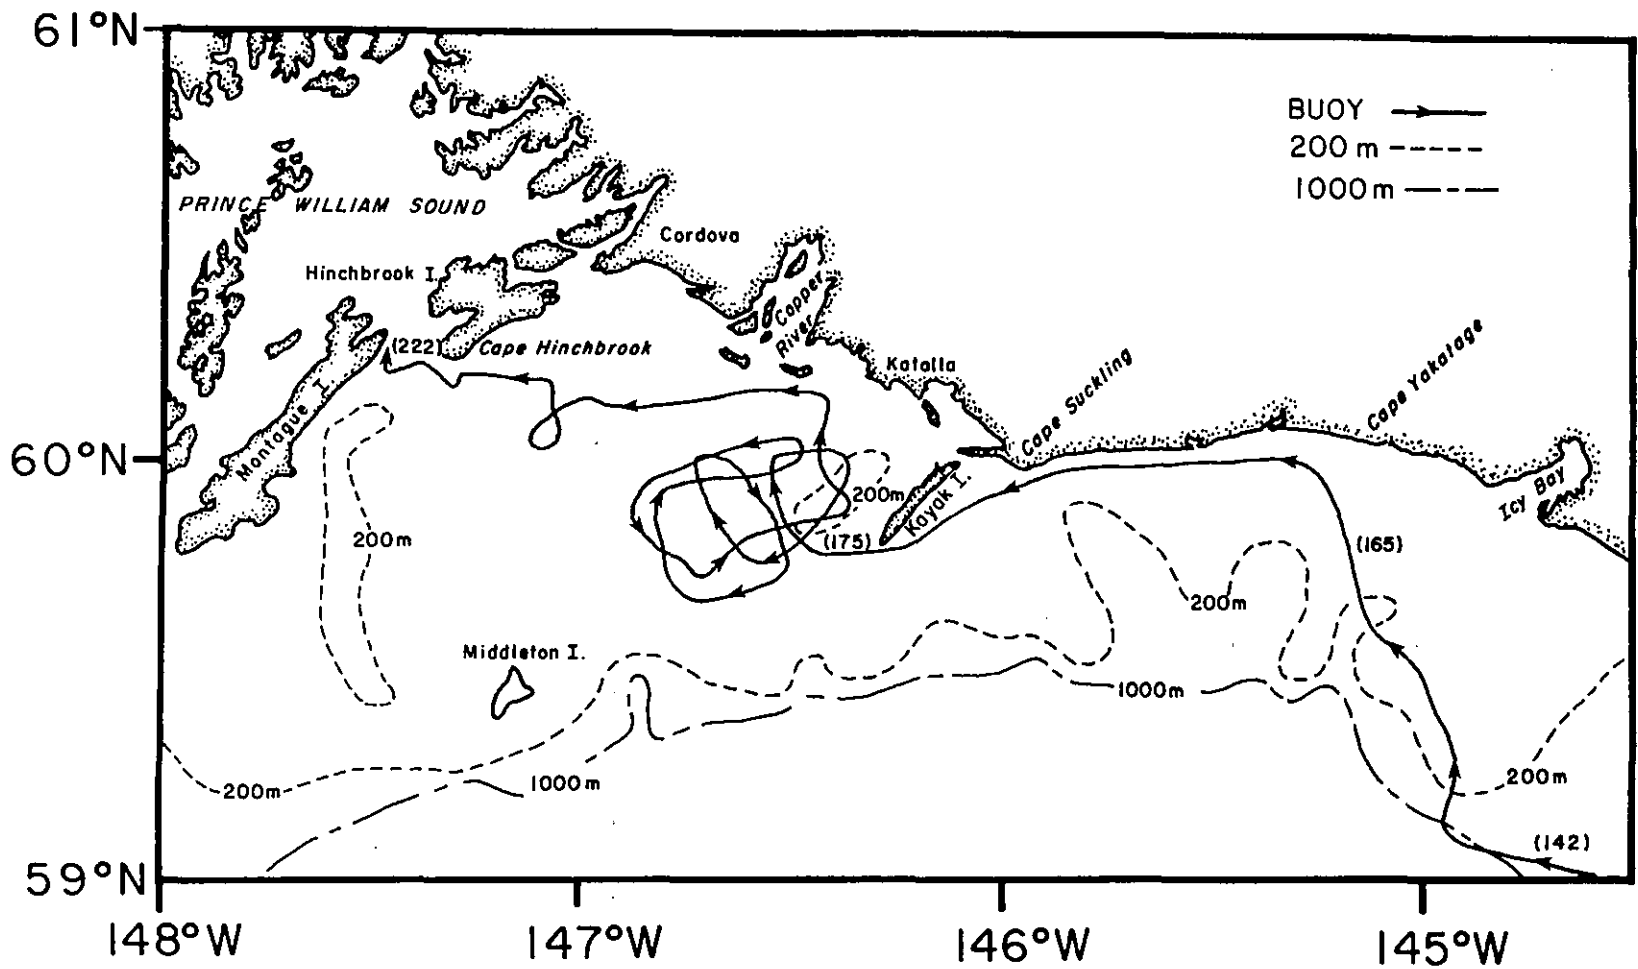 61°N
BUOY
200 m
1000m
PRINCE WILLIAM SOUND
Cordova
Hinchbrook I.
Copper
River
(222)
Cape Hinchbrook
Katalla
Cape Suckling
Cape Yakatage
Montague I
60°N
200m
Kayak I.
Icy Bay
200m
(175)
(165)
200m
Middleton I.
1000m
200m
1000m
200m
(142)
59°N
148°W
147°W
146°W
145°W